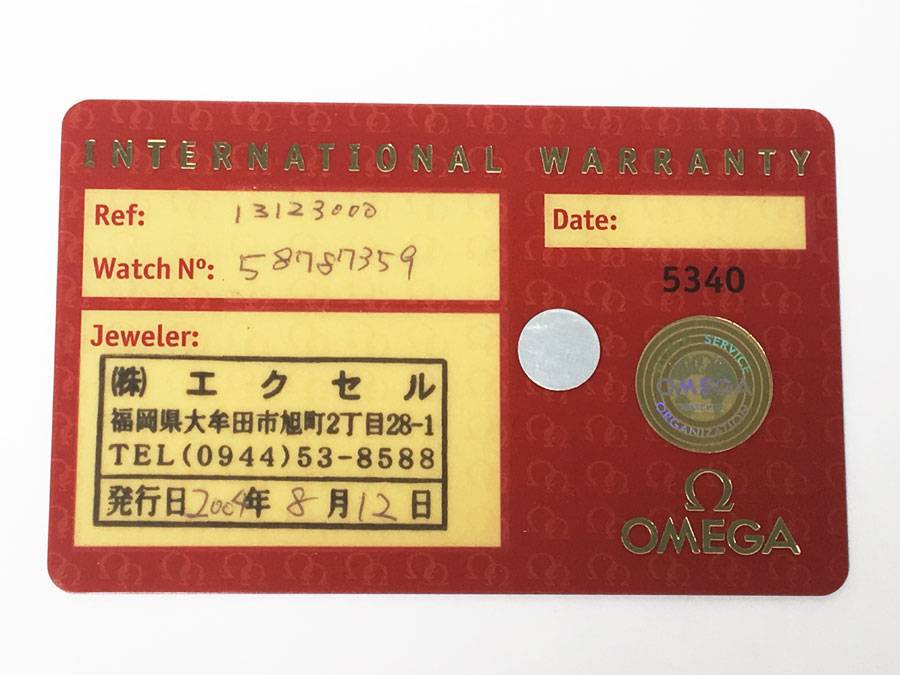 INTERNATIONAL WARRANTY
Ref: 13123000
Watch Nº: 58787359
Date:
5340
Jeweler:
(株) エクセル
福岡県大牟田市旭町2丁目28-1
TEL(0944)53-8588
発行日2004年8月12日
SERVICE
OMEGA
ORGANIZATION
Ω
OMEGA